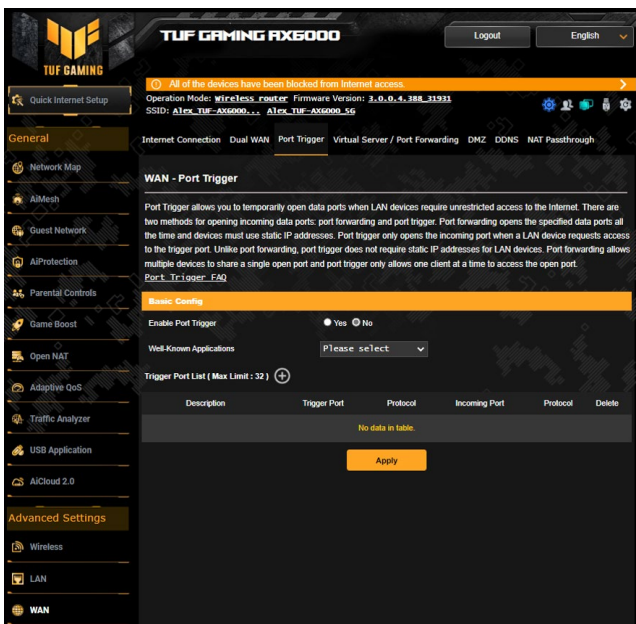 TUF GAMING AX6000
Logout
English
TUF GAMING
All of the devices have been blocked from Internet access.
Quick Internet Setup
Operation Mode: Wireless router Firmware Version: 3.0.0.4.388_31931
SSID: Alex_TUF-AX6000... Alex_TUF-AX6000_5G
General
Internet Connection Dual WAN Port Trigger Virtual Server / Port Forwarding DMZ DDNS NAT Passthrough
Network Map
AiMesh
Guest Network
AiProtection
Parental Controls
Game Boost
Open NAT
Adaptive QoS
Traffic Analyzer
USB Application
AiCloud 2.0
Advanced Settings
Wireless
LAN
WAN
WAN - Port Trigger
Port Trigger allows you to temporarily open data ports when LAN devices require unrestricted access to the Internet. There are
two methods for opening incoming data ports: port forwarding and port trigger. Port forwarding opens the specified data ports all
the time and devices must use static IP addresses. Port trigger only opens the incoming port when a LAN device requests access
to the trigger port. Unlike port forwarding, port trigger does not require static IP addresses for LAN devices. Port forwarding allows
multiple devices to share a single open port and port trigger only allows one client at a time to access the open port.
Port Trigger FAQ
Basic Config
Enable Port Trigger Yes No
Well-Known Applications Please select
Trigger Port List ( Max Limit : 32 )
Description Trigger Port Protocol Incoming Port Protocol Delete
No data in table.
Apply